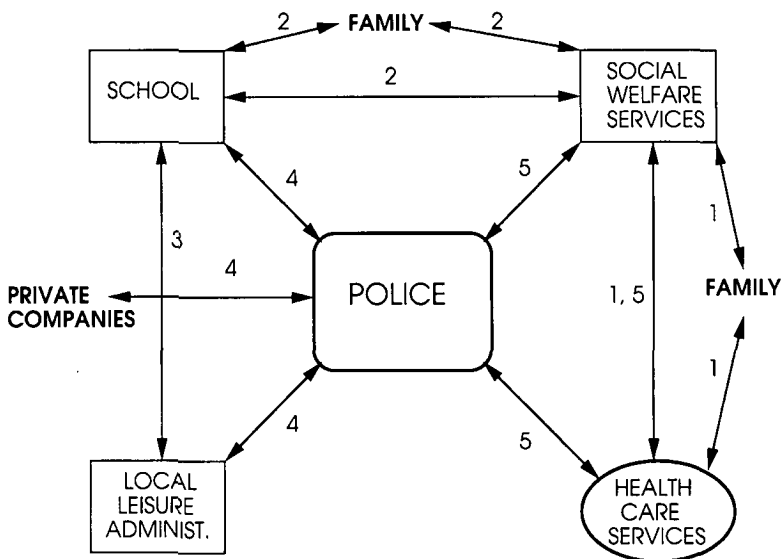 2 FAMILY 2
SCHOOL
2
SOCIAL
WELFARE
SERVICES
4
5
1
3
4
PRIVATE
COMPANIES
POLICE
1, 5
FAMILY
1
4
5
LOCAL
LEISURE
ADMINIST.
HEALTH
CARE
SERVICES